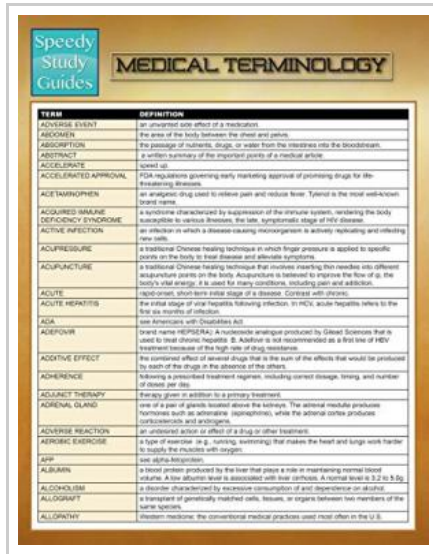 Speedy
Study
Guides
MEDICAL TERMINOLOGY
TERM DEFINITION
ADVERSE EVENT an unwanted side effect of a medication.
ABDOMEN the area of the body between the chest and pelvis.
ABSORPTION the passage of nutrients, drugs, or water from the intestines into the bloodstream.
ABSTRACT a written summary of the important points of a medical article.
ACCELERATE speed up.
ACCELERATED APPROVAL FDA regulations governing early marketing approval of promising drugs for life-
threatening illnesses.
ACETAMINOPHEN an analgesic drug used to relieve pain and reduce fever. Tylenol is the most well-known
brand name.
ACQUIRED IMMUNE a syndrome characterized by suppression of the immune system, rendering the body
DEFICIENCY SYNDROME susceptible to various illnesses; the late, symptomatic stage of HIV disease.
ACTIVE INFECTION an infection in which a disease-causing microorganism is actively replicating and infecting
new cells.
ACUPRESSURE a traditional Chinese healing technique in which finger pressure is applied to specific
points on the body to treat disease and alleviate symptoms.
ACUPUNCTURE a traditional Chinese healing technique that involves inserting thin needles into different
acupuncture points on the body. Acupuncture is believed to improve the flow of qi, the
body's vital energy; it is used for many conditions, including pain and addiction.
ACUTE rapid-onset, short-term initial stage of a disease. Contrast with chronic.
ACUTE HEPATITIS the initial stage of viral hepatitis following infection. In HCV, acute hepatitis refers to the
first six months of infection.
ADA see Americans with Disabilities Act.
ADEFOVIR brand name HEPSERA): A nucleoside analogue produced by Gilead Sciences that is
used to treat chronic hepatitis B. Adefovir is not recommended as a first line of HBV
treatment because of the high rate of drug resistance.
ADDITIVE EFFECT the combined effect of several drugs that is the sum of the effects that would be produced
by each of the drugs in the absence of the others.
ADHERENCE following a prescribed treatment regimen, including correct dosage, timing, and number
of doses per day.
ADJUNCT THERAPY therapy given in addition to a primary treatment.
ADRENAL GLAND one of a pair of glands located above the kidneys. The adrenal medulla produces
hormones such as adrenaline (epinephrine), while the adrenal cortex produces
corticosteroids and androgens.
ADVERSE REACTION an undesired action or effect of a drug or other treatment.
AEROBIC EXERCISE a type of exercise (e.g., running, swimming) that makes the heart and lungs work harder
to supply the muscles with oxygen.
AFP see alpha-fetoprotein.
ALBUMIN a blood protein produced by the liver that plays a role in maintaining normal blood
volume. A low albumin level is associated with liver cirrhosis. A normal level is 3.2 to 5.0g
ALCOHOLISM a disorder characterized by excessive consumption of and dependence on alcohol.
ALLOGRAFT a transplant of genetically matched cells, tissues, or organs between two members of the
same species.
ALLOPATHY Western medicine; the conventional medical practices used most often in the U.S.